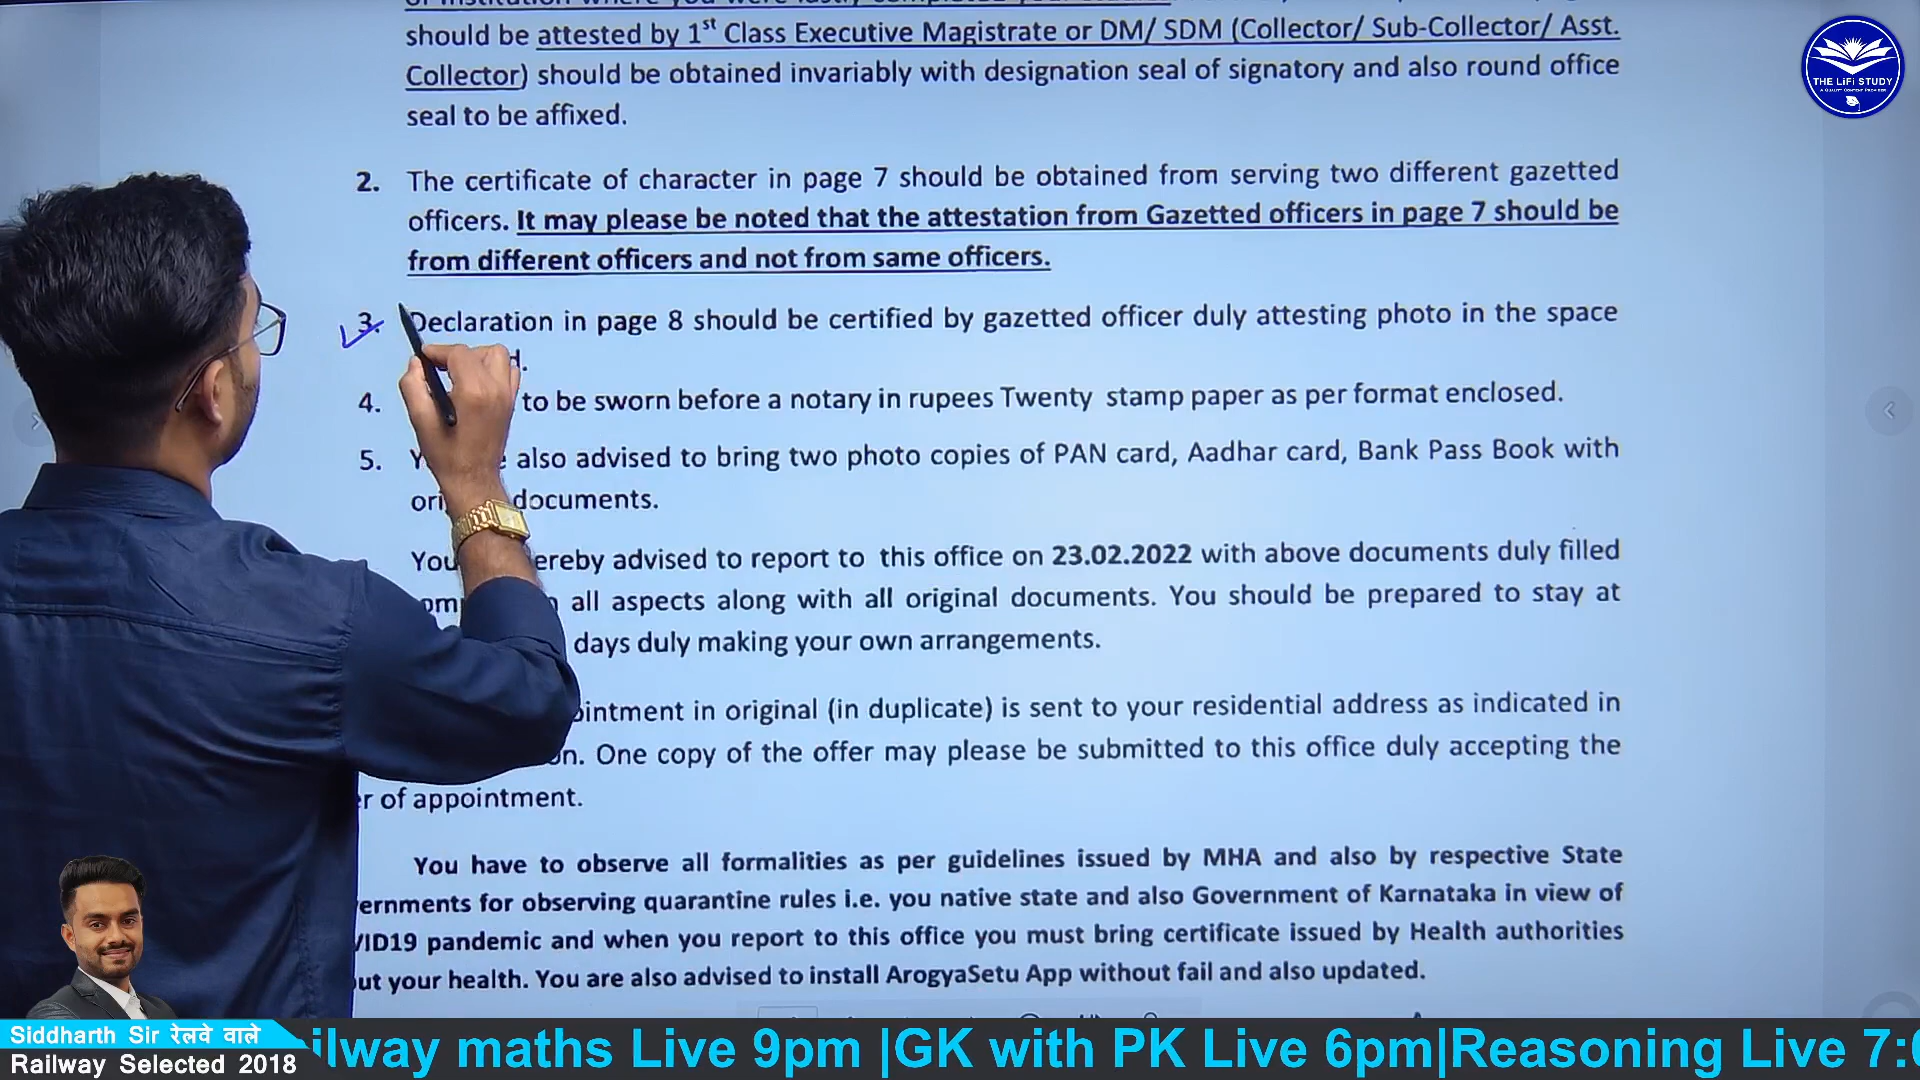 should be attested by 1st Class Executive Magistrate or DM/ SDM (Collector/ Sub-Collector/ Asst.
Collector) should be obtained invariably with designation seal of signatory and also round office
seal to be affixed.
2. The certificate of character in page 7 should be obtained from serving two different gazetted
officers. It may please be noted that the attestation from Gazetted officers in page 7 should be
from different officers and not from same officers.
3. Declaration in page 8 should be certified by gazetted officer duly attesting photo in the space
4. to be sworn before a notary in rupees Twenty stamp paper as per format enclosed.
5. also advised to bring two photo copies of PAN card, Aadhar card, Bank Pass Book with
documents.
You ereby advised to report to this office on 23.02.2022 with above documents duly filled
all aspects along with all original documents. You should be prepared to stay at
days duly making your own arrangements.
ointment in original (in duplicate) is sent to your residential address as indicated in
on. One copy of the offer may please be submitted to this office duly accepting the
er of appointment.
You have to observe all formalities as per guidelines issued by MHA and also by respective State
ernments for observing quarantine rules i.e. you native state and also Government of Karnataka in view of
VID19 pandemic and when you report to this office you must bring certificate issued by Health authorities
out your health. You are also advised to install ArogyaSetu App without fail and also updated.
THE LiFi STUDY
A QUALITY CONTENT PROVIDER
Siddharth Sir रेलवे वाले
Railway Selected 2018
ilway maths Live 9pm |GK with PK Live 6pm|Reasoning Live 7:0